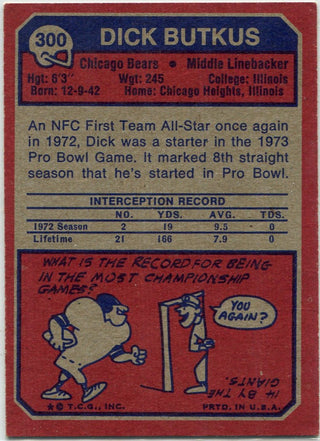 300
DICK BUTKUS
Chicago Bears • Middle Linebacker
Hgt: 6'3" Wgt: 245 College: Illinois
Born: 12-9-42 Home: Chicago Heights, Illinois
An NFC First Team All-Star once again
in 1972, Dick was a starter in the 1973
Pro Bowl Game. It marked 8th straight
season that he's started in Pro Bowl.
INTERCEPTION RECORD
NO. YDS. AVG. TDS.
1972 Season 2 19 9.5 0
Lifetime 21 166 7.9 0
WHAT IS THE RECORD FOR BEING
IN THE MOST CHAMPIONSHIP
GAMES?
YOU
AGAIN?
14 BY THE
GIANTS.
★ © T.C.G., INC. PRTD. IN U.S.A.